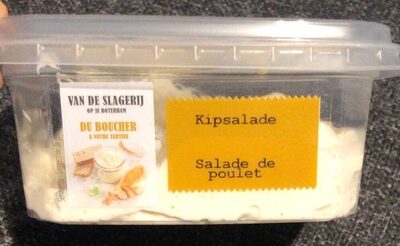 VAN DE SLAGERIJ
OP JE BOTERHAM
DU BOUCHER
À VOTRE TARTINE
Kipsalade
Salade de
poulet